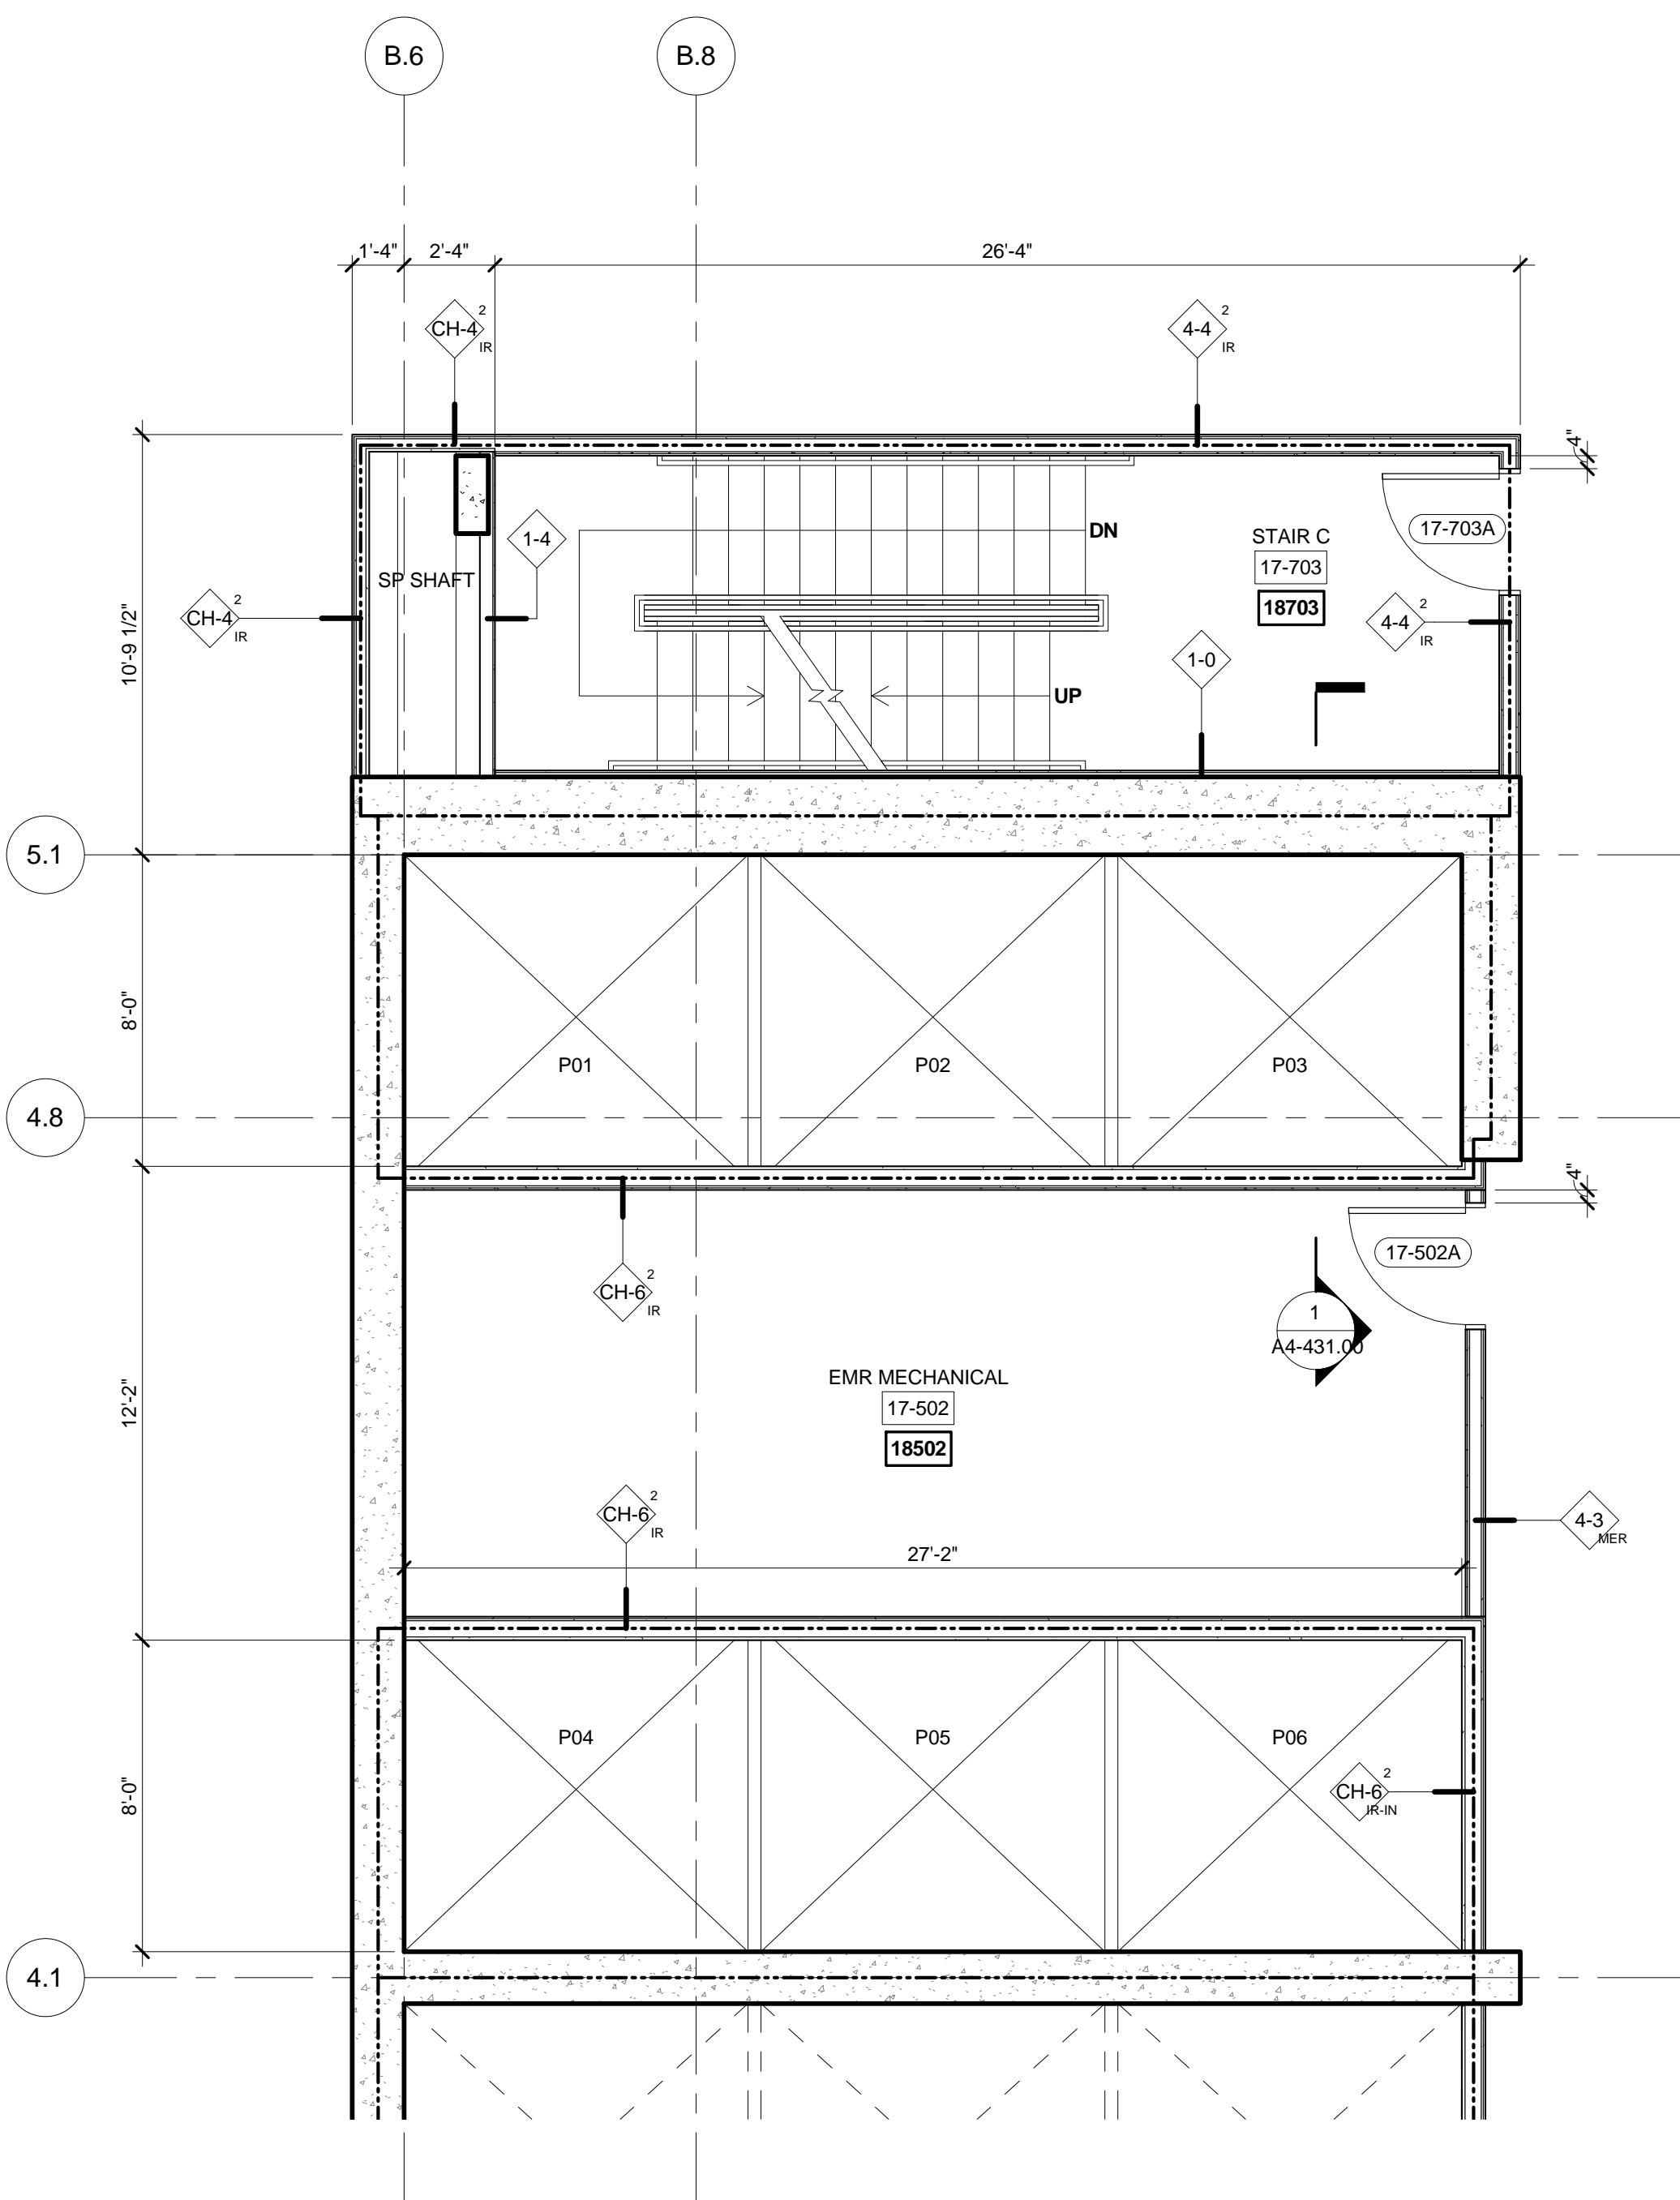 B.6
B.8
1'-4"
2'-4"
26'-4"
CH-4
2
IR
4-4
2
IR
4"
10'-9 1/2"
1-4
DN
STAIR C
17-703
18703
17-703A
SP SHAFT
CH-4
2
IR
4-4
2
IR
1-0
UP
5.1
8'-0"
P01
P02
P03
4.8
4"
CH-6
2
IR
17-502A
1
A4-431.00
12'-2"
EMR MECHANICAL
17-502
18502
CH-6
2
IR
4-3
MER
27'-2"
8'-0"
P04
P05
P06
CH-6
2
IR-IN
4.1